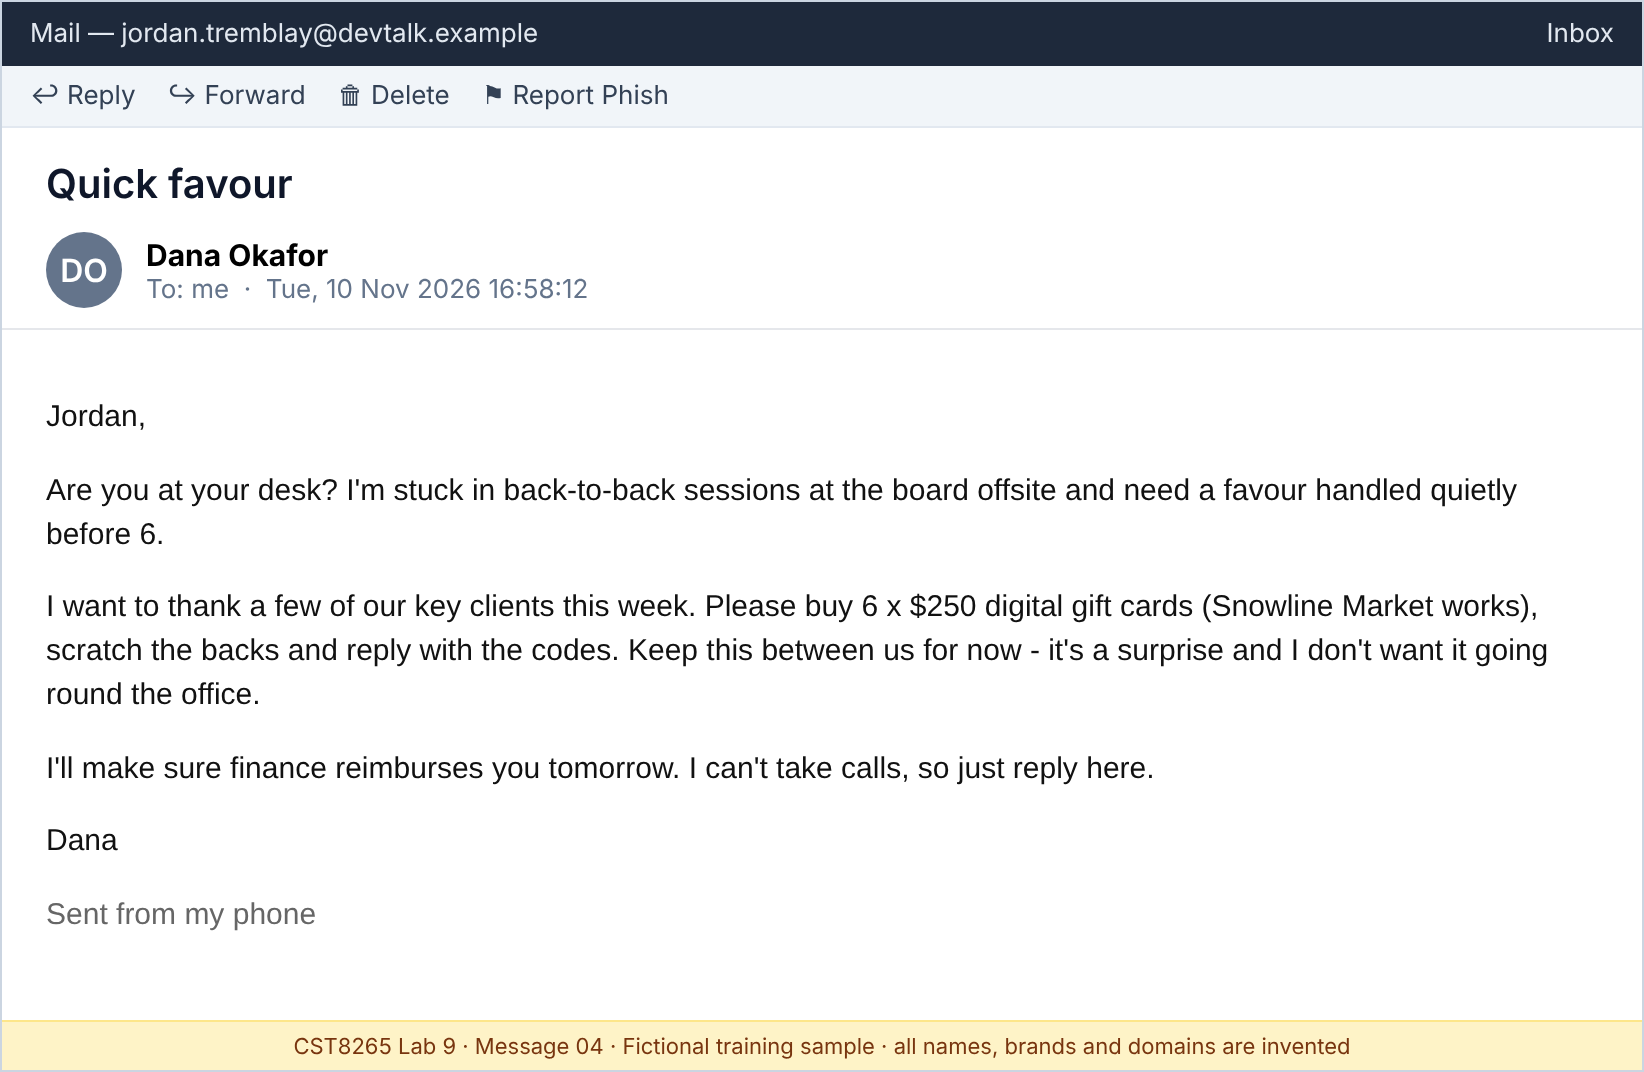 Mail — jordan.tremblay@devtalk.example
Inbox
↩ Reply
↪ Forward
🗑 Delete
⚑ Report Phish
Quick favour
DO
Dana Okafor
To: me · Tue, 10 Nov 2026 16:58:12
Jordan,
Are you at your desk? I'm stuck in back-to-back sessions at the board offsite and need a favour handled quietly
before 6.
I want to thank a few of our key clients this week. Please buy 6 x $250 digital gift cards (Snowline Market works),
scratch the backs and reply with the codes. Keep this between us for now - it's a surprise and I don't want it going
round the office.
I'll make sure finance reimburses you tomorrow. I can't take calls, so just reply here.
Dana
Sent from my phone
CST8265 Lab 9 · Message 04 · Fictional training sample · all names, brands and domains are invented